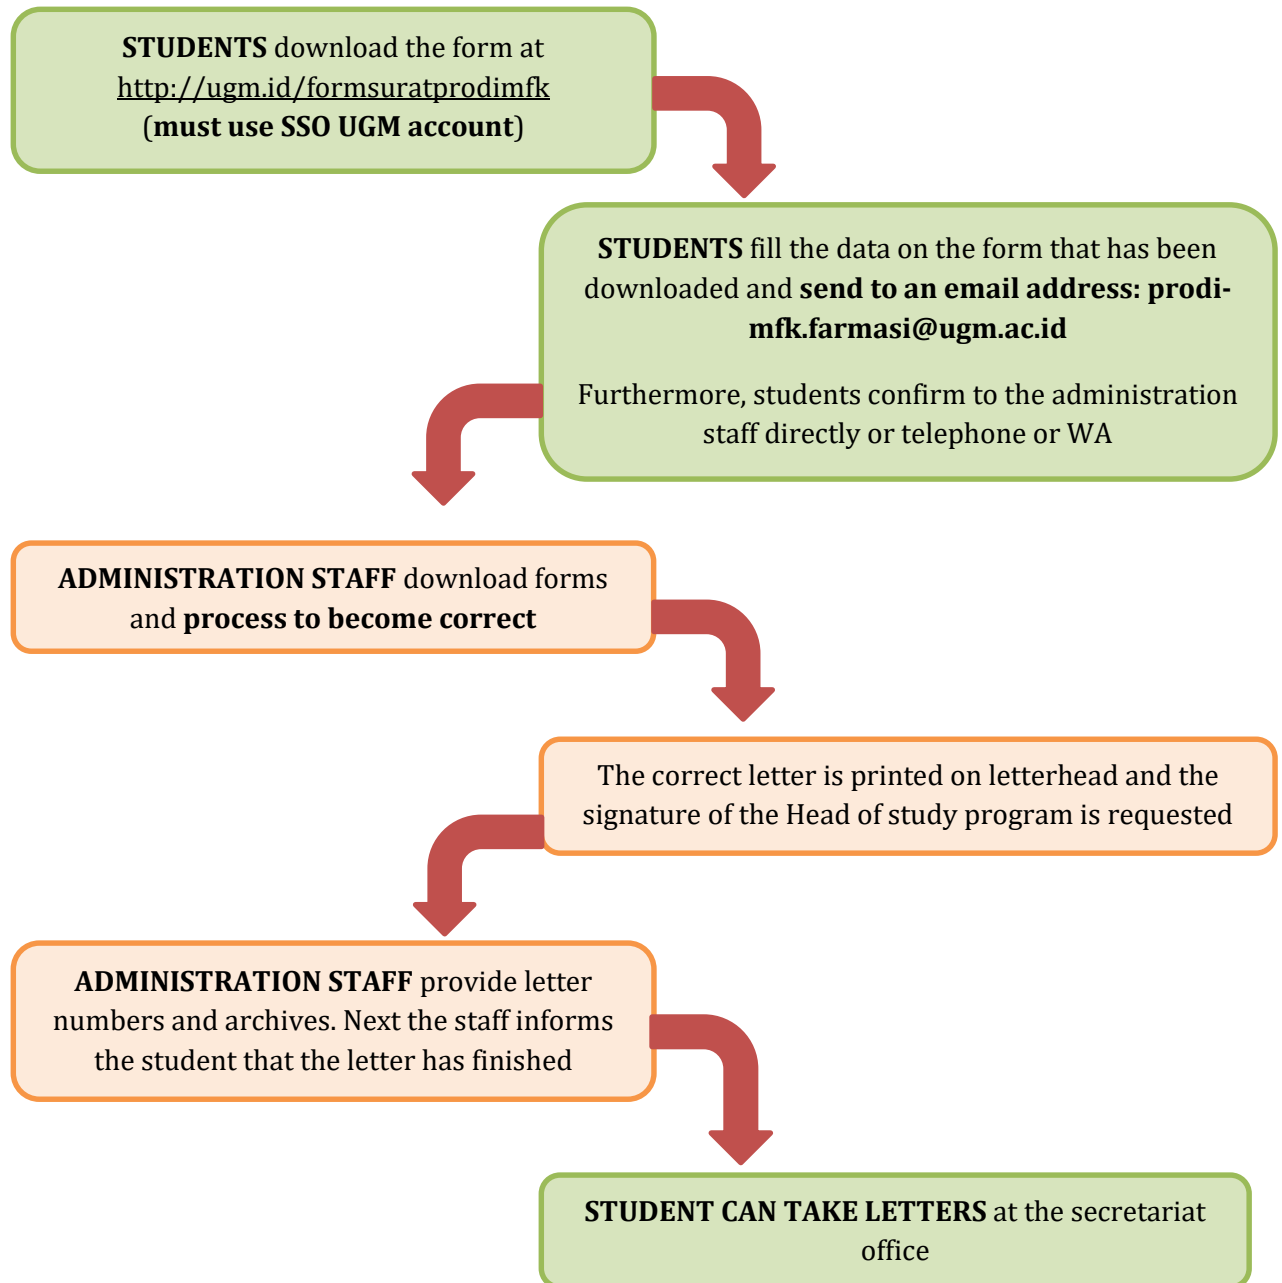 STUDENTS download the form at
http://ugm.id/formsuratprodimfk
(must use SSO UGM account)
STUDENTS fill the data on the form that has been
downloaded and send to an email address: prodi-
mfk.farmasi@ugm.ac.id
Furthermore, students confirm to the administration
staff directly or telephone or WA
ADMINISTRATION STAFF download forms
and process to become correct
The correct letter is printed on letterhead and the
signature of the Head of study program is requested
ADMINISTRATION STAFF provide letter
numbers and archives. Next the staff informs
the student that the letter has finished
STUDENT CAN TAKE LETTERS at the secretariat
office